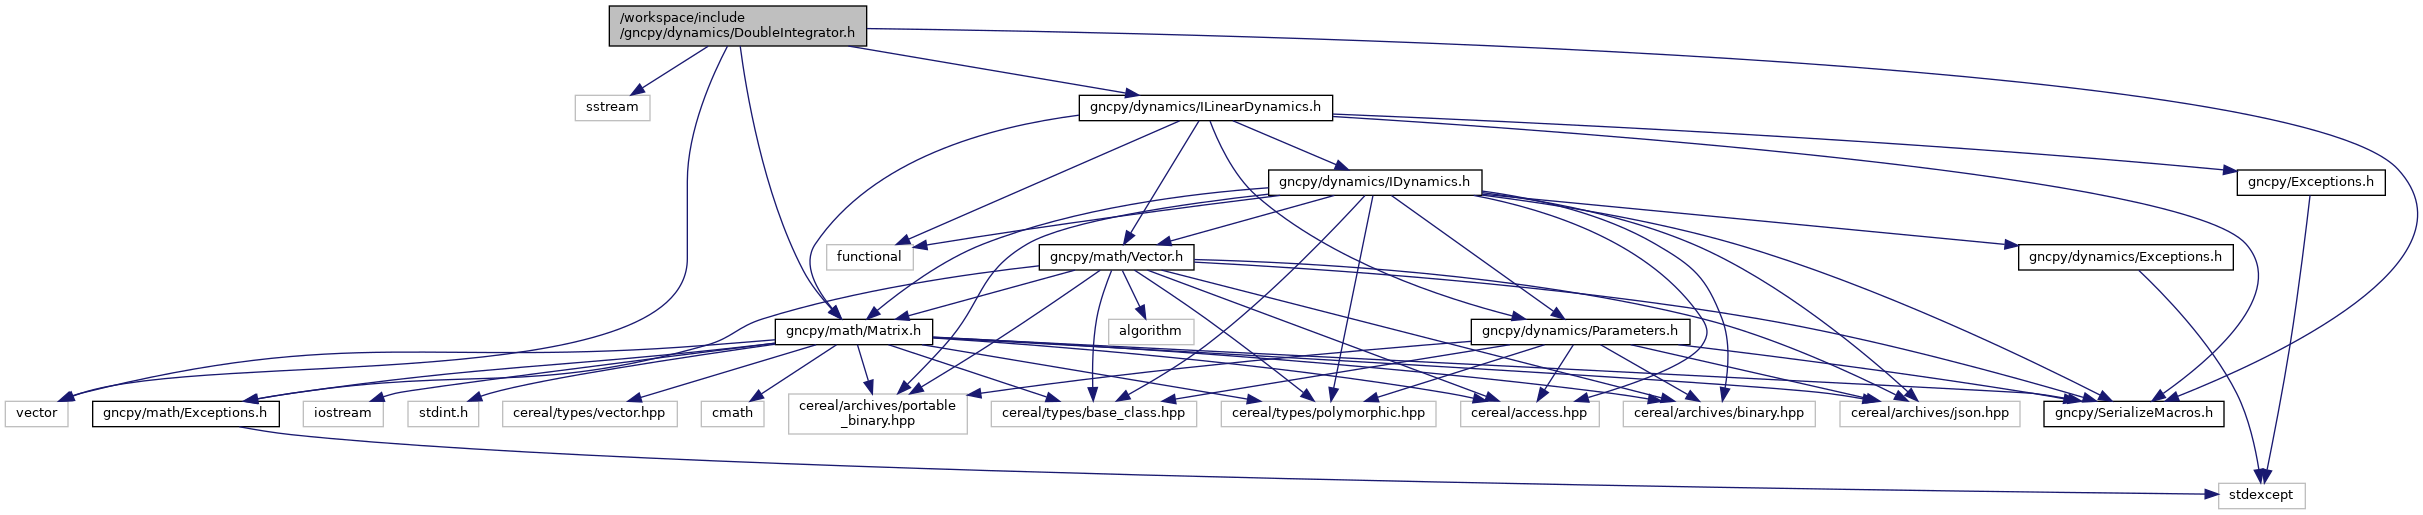 /workspace/include
/gncpy/dynamics/DoubleIntegrator.h
sstream
gncpy/dynamics/ILinearDynamics.h
gncpy/dynamics/IDynamics.h
gncpy/Exceptions.h
functional
gncpy/math/Vector.h
gncpy/dynamics/Exceptions.h
gncpy/math/Matrix.h
algorithm
gncpy/dynamics/Parameters.h
vector
gncpy/math/Exceptions.h
iostream
stdint.h
cereal/types/vector.hpp
cmath
cereal/archives/portable
_binary.hpp
cereal/types/base_class.hpp
cereal/types/polymorphic.hpp
cereal/access.hpp
cereal/archives/binary.hpp
cereal/archives/json.hpp
gncpy/SerializeMacros.h
stdexcept